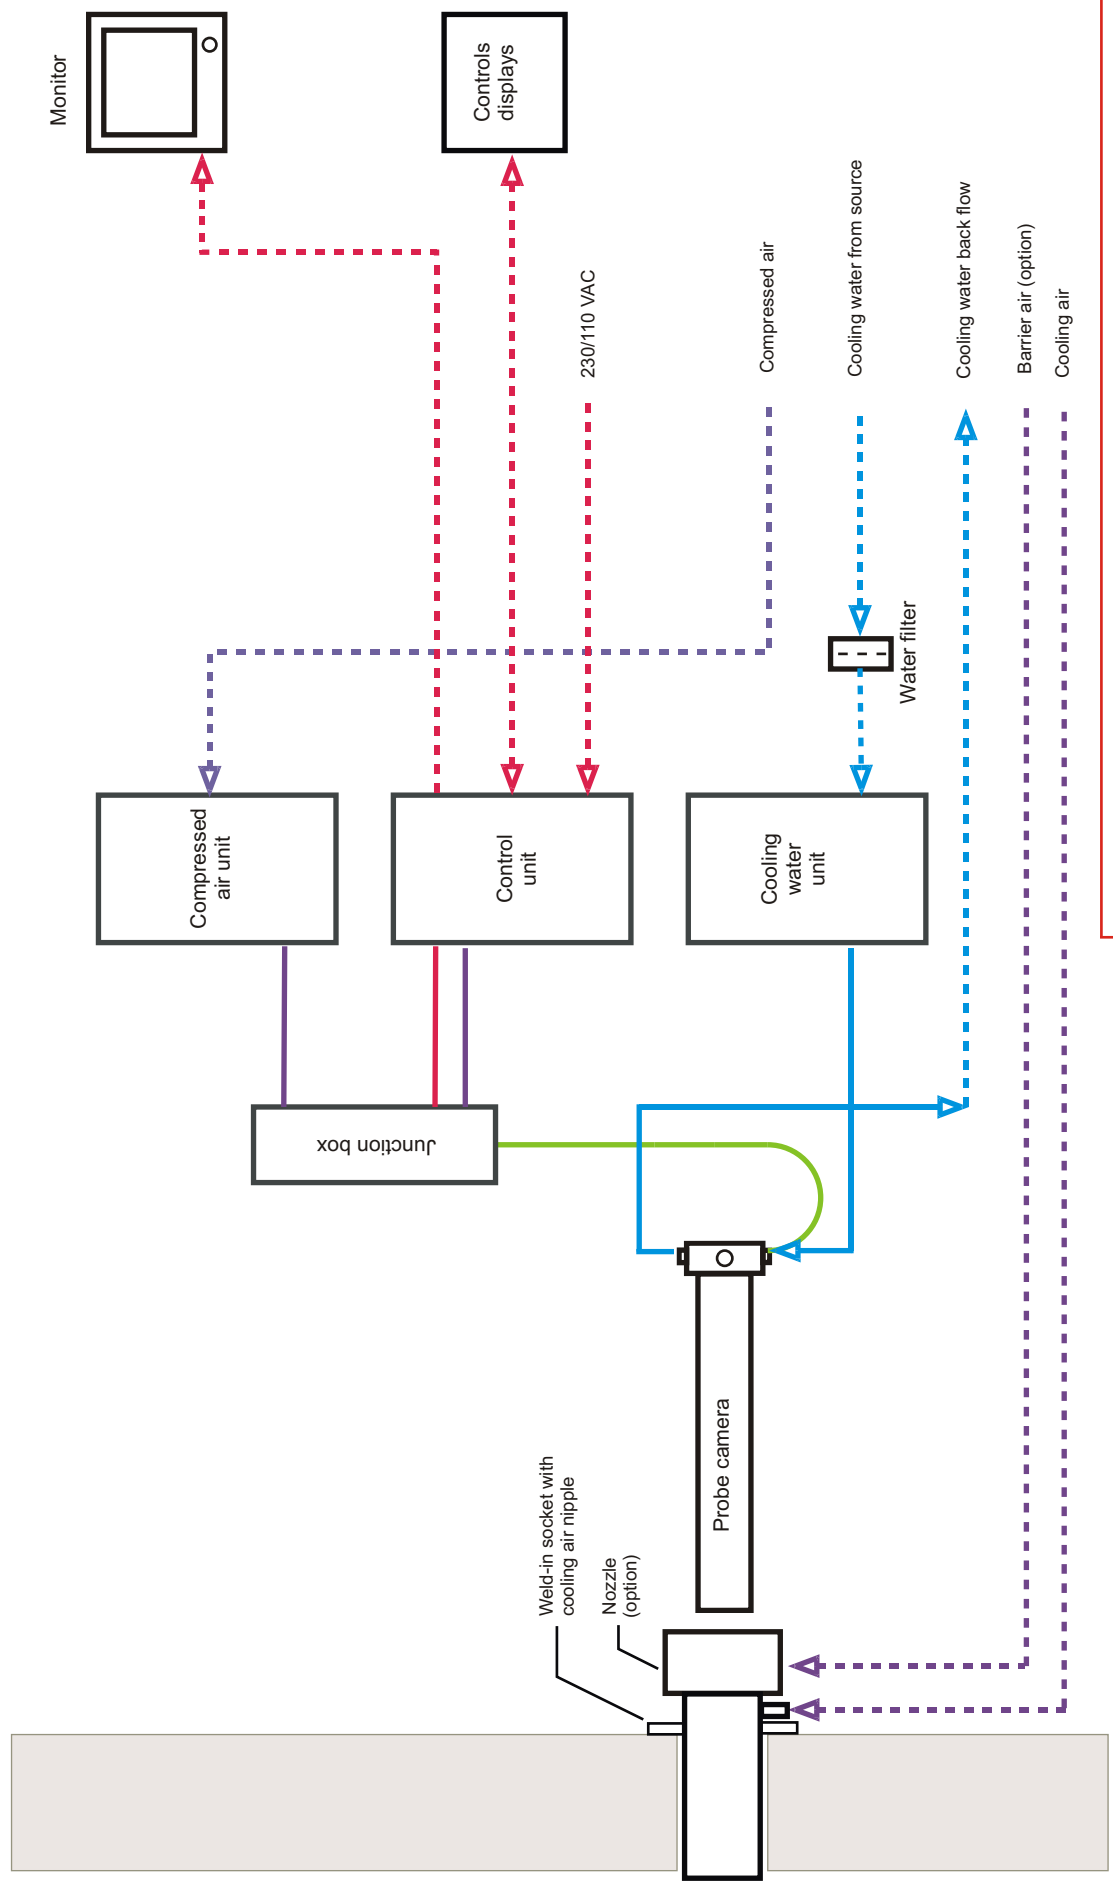 Monitor
Controls
displays
230/110 VAC
Compressed air
Cooling water from source
Cooling water back flow
Barrier air (option)
Cooling air
Water filter
Compressed
air unit
Control
unit
Cooling
water
unit
Junction box
Probe camera
Weld-in socket with
cooling air nipple
Nozzle
(option)